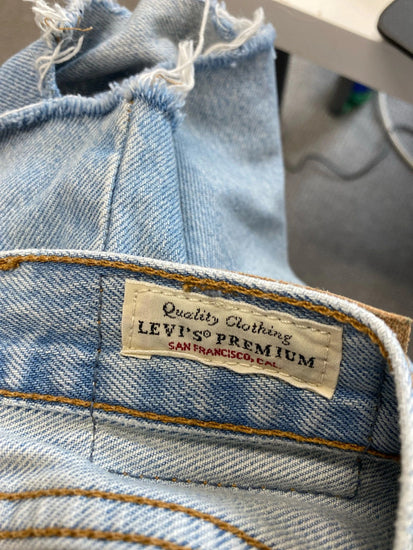 Quality Clothing
LEVI'S® PREMIUM
SAN FRANCISCO, CAL.